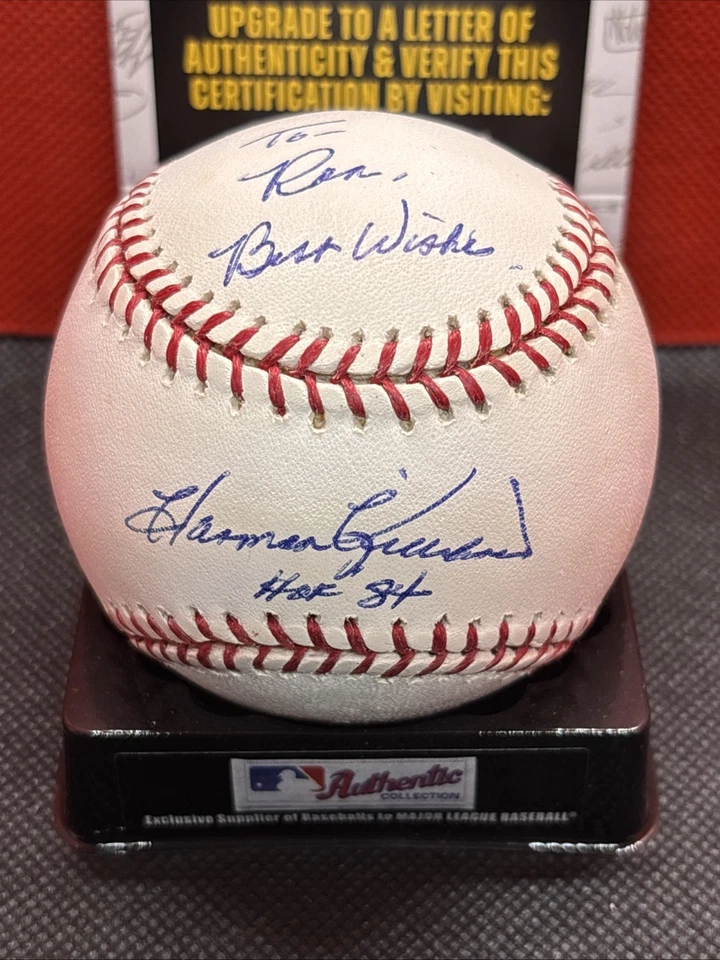 UPGRADE TO A LETTER OF
AUTHENTICITY & VERIFY THIS
CERTIFICATION BY VISITING:
To
Ron,
Best Wishes
Harmon Killebrew
HOF 84
Authentic
COLLECTION
Exclusive Supplier of Baseballs to MAJOR LEAGUE BASEBALL®